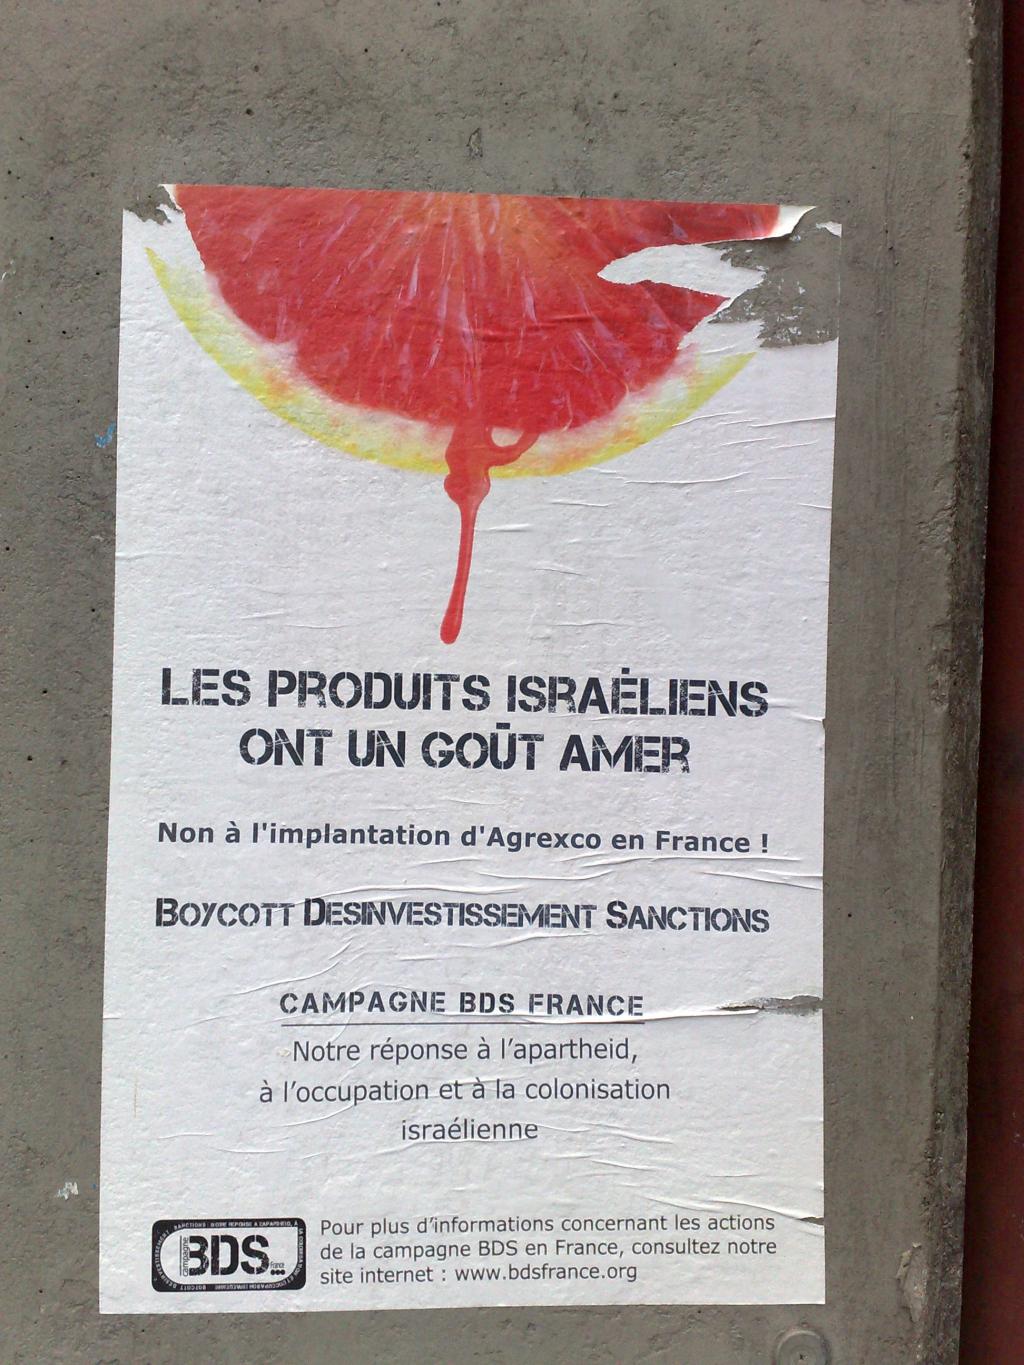 LES PRODUITS ISRAÉLIENS
ONT UN GOÛT AMER
Non à l'implantation d'Agrexco en France !
BOYCOTT DESINVESTISSEMENT SANCTIONS
CAMPAGNE BDS FRANCE
Notre réponse à l'apartheid,
à l'occupation et à la colonisation
israélienne
campagne
BDS...
France
Pour plus d'informations concernant les actions
de la campagne BDS en France, consultez notre
site internet : www.bdsfrance.org